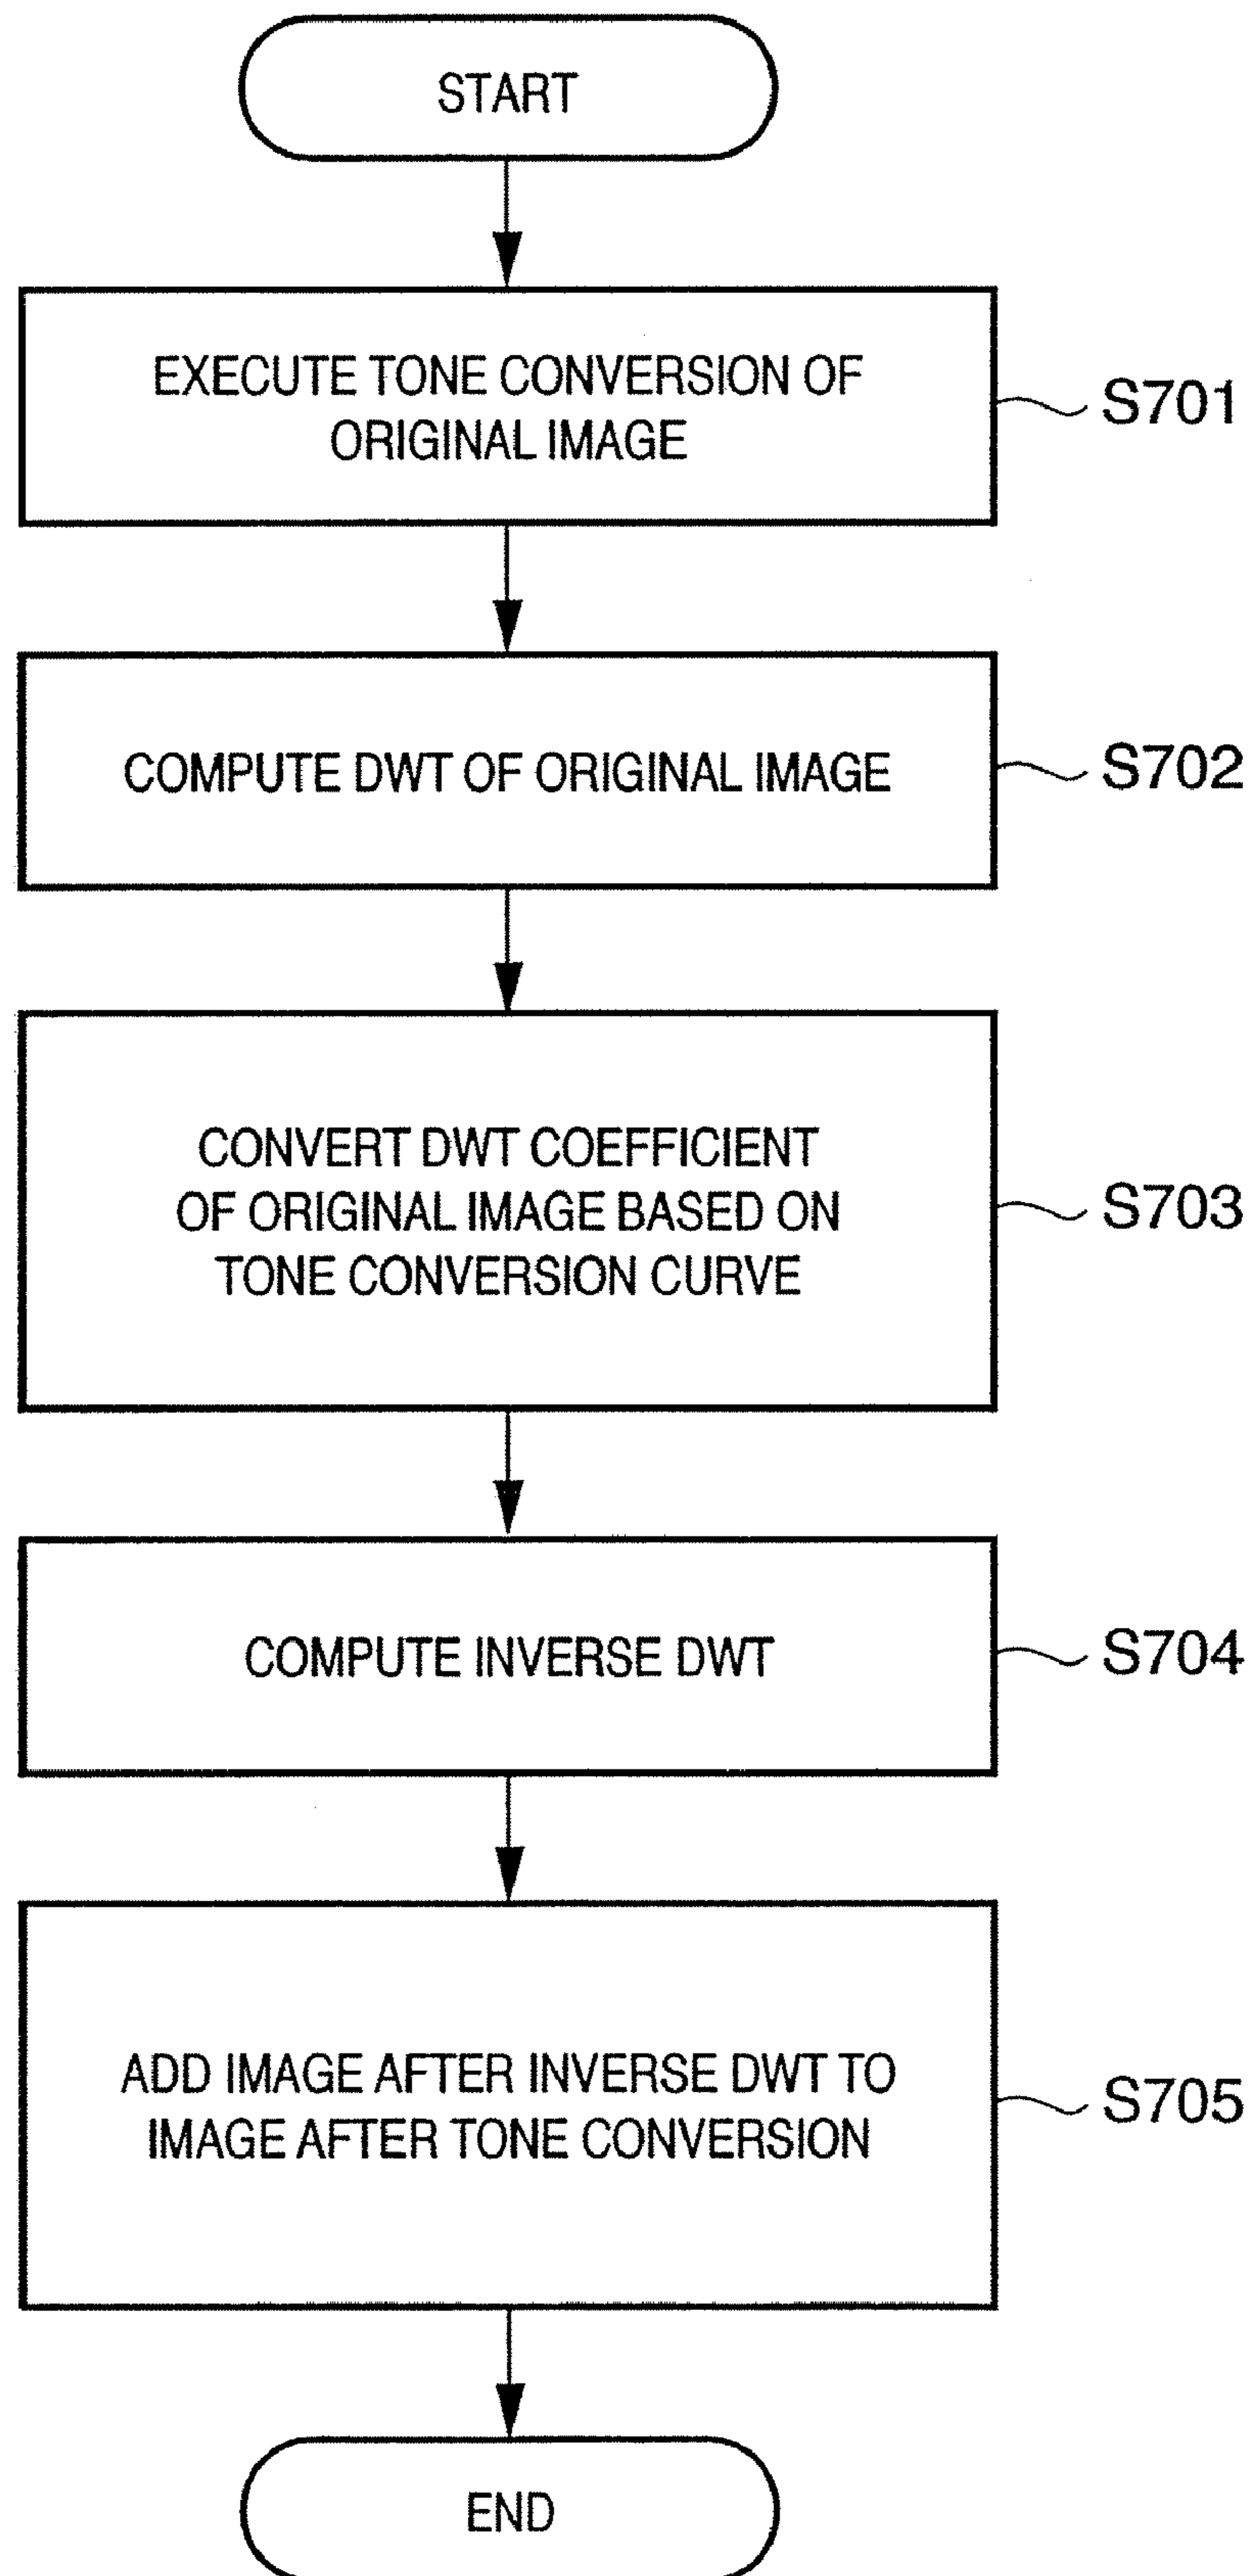 START
EXECUTE TONE CONVERSION OF
ORIGINAL IMAGE
S701
COMPUTE DWT OF ORIGINAL IMAGE
S702
CONVERT DWT COEFFICIENT
OF ORIGINAL IMAGE BASED ON
TONE CONVERSION CURVE
S703
COMPUTE INVERSE DWT
S704
ADD IMAGE AFTER INVERSE DWT TO
IMAGE AFTER TONE CONVERSION
S705
END